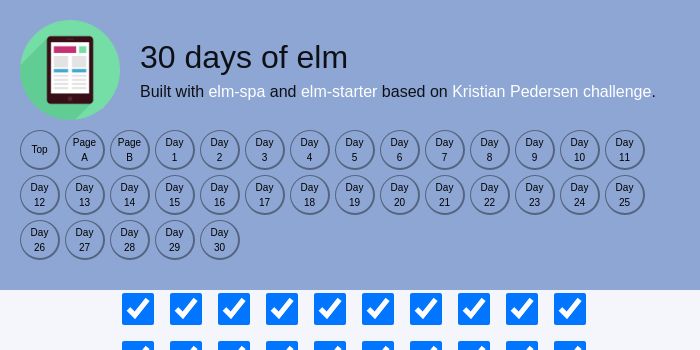 30 days of elm
Built with elm-spa and elm-starter based on Kristian Pedersen challenge.
Top Page A Page B Day 1 Day 2 Day 3 Day 4 Day 5 Day 6 Day 7 Day 8 Day 9 Day 10 Day 11
Day 12 Day 13 Day 14 Day 15 Day 16 Day 17 Day 18 Day 19 Day 20 Day 21 Day 22 Day 23 Day 24 Day 25
Day 26 Day 27 Day 28 Day 29 Day 30